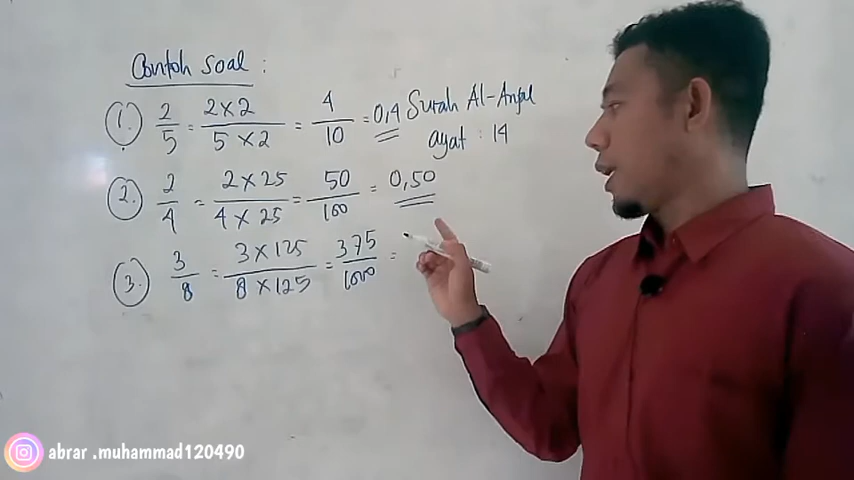 Contoh soal :
1. 2/5 = 2×2 / 5×2 = 4/10 = 0,4 Surah Al-Anfal
ayat : 14
2. 2/4 = 2×25 / 4×25 = 50/100 = 0,50
3. 3/8 = 3×125 / 8×125 = 375/1000 =
abrar .muhammad120490